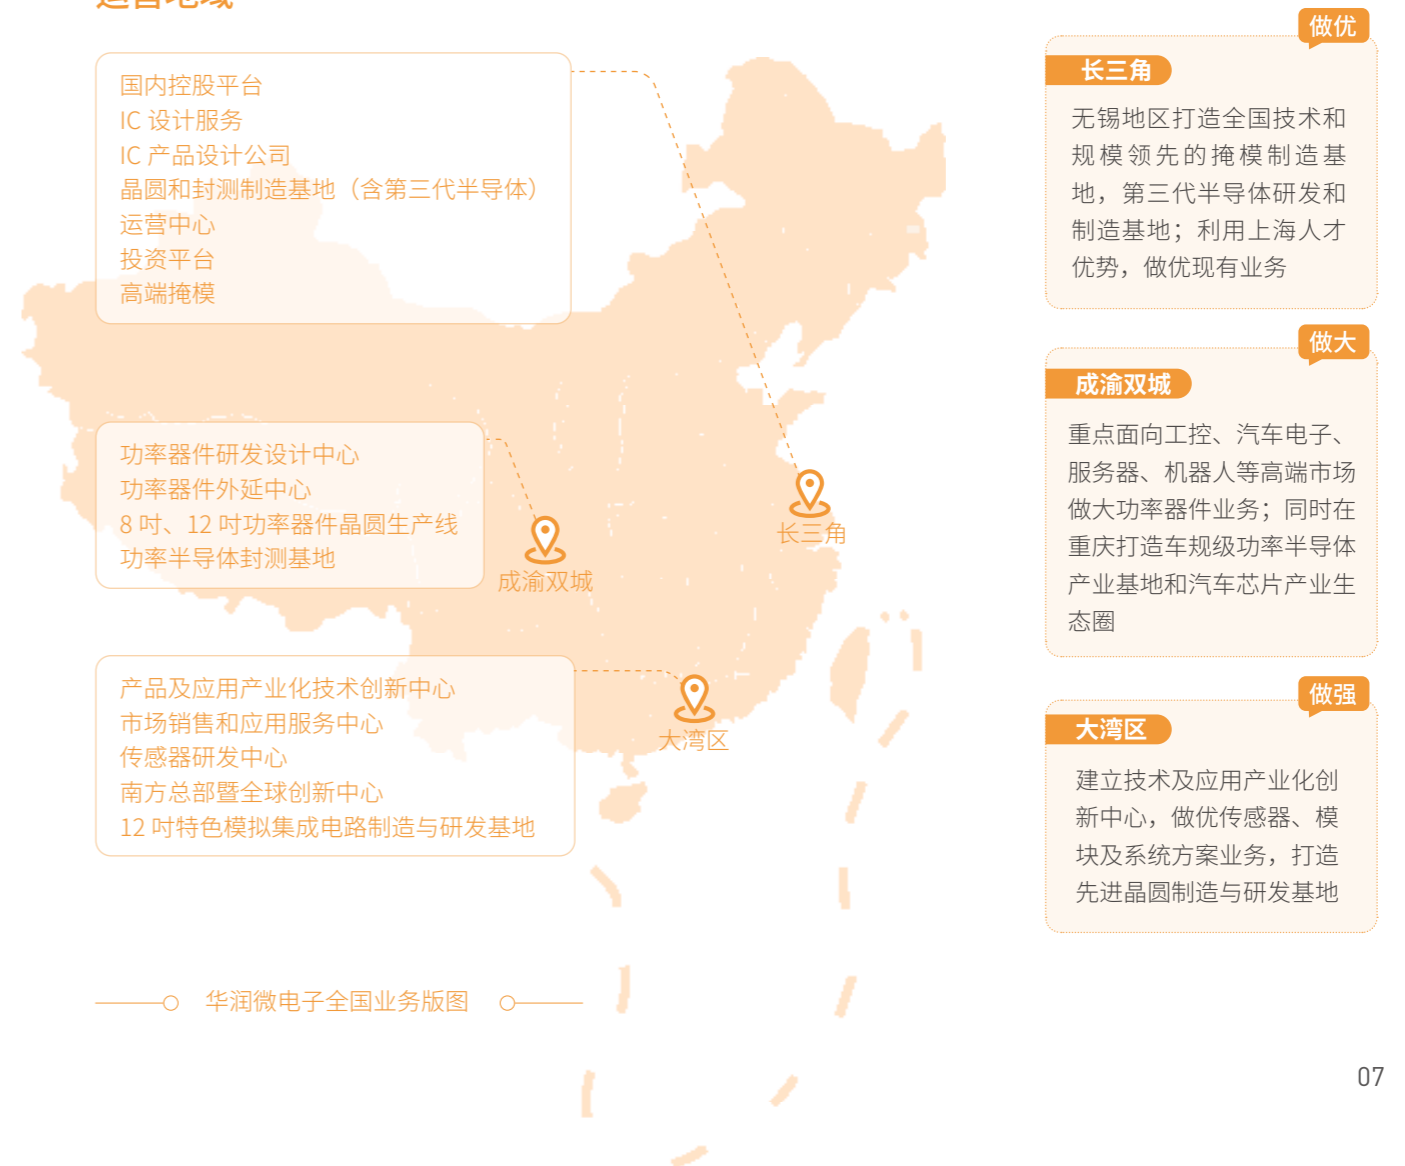 运营地域
国内控股平台
IC 设计服务
IC 产品设计公司
晶圆和封测制造基地（含第三代半导体）
运营中心
投资平台
高端掩模
功率器件研发设计中心
功率器件外延中心
8 吋、12 吋功率器件晶圆生产线
功率半导体封测基地
产品及应用产业化技术创新中心
市场销售和应用服务中心
传感器研发中心
南方总部暨全球创新中心
12 吋特色模拟集成电路制造与研发基地
长三角
成渝双城
大湾区
华润微电子全国业务版图
做优
长三角
无锡地区打造全国技术和
规模领先的掩模制造基
地，第三代半导体研发和
制造基地；利用上海人才
优势，做优现有业务
做大
成渝双城
重点面向工控、汽车电子、
服务器、机器人等高端市场
做大功率器件业务；同时在
重庆打造车规级功率半导体
产业基地和汽车芯片产业生
态圈
做强
大湾区
建立技术及应用产业化创
新中心，做优传感器、模
块及系统方案业务，打造
先进晶圆制造与研发基地
07